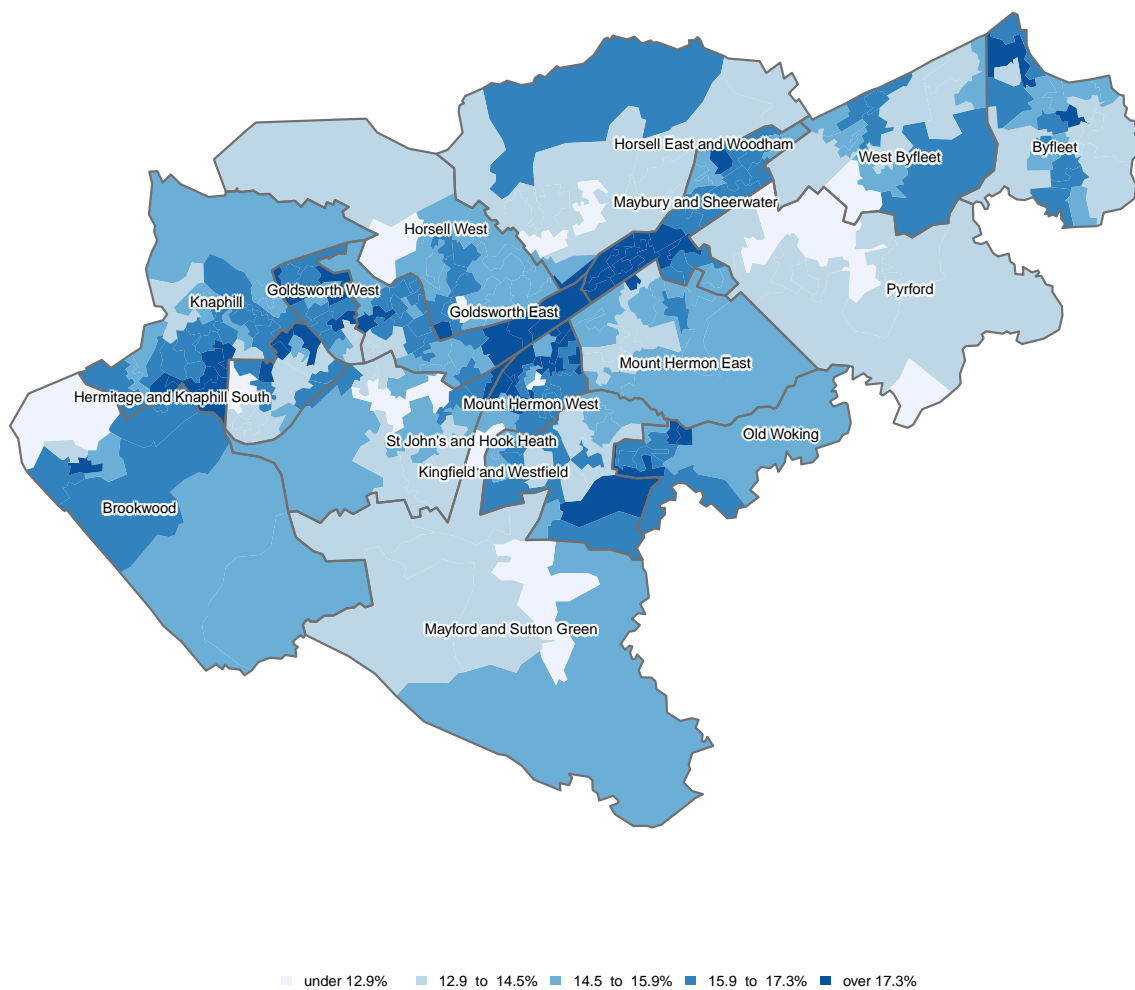 Horsell East and Woodham
Byfleet
West Byfleet
Maybury and Sheerwater
Horsell West
Goldsworth West
Pyrford
Knaphill
Goldsworth East
Mount Hermon East
Hermitage and Knaphill South
Mount Hermon West
Old Woking
St John's and Hook Heath
Kingfield and Westfield
Brookwood
Mayford and Sutton Green
under 12.9% 12.9 to 14.5% 14.5 to 15.9% 15.9 to 17.3% over 17.3%